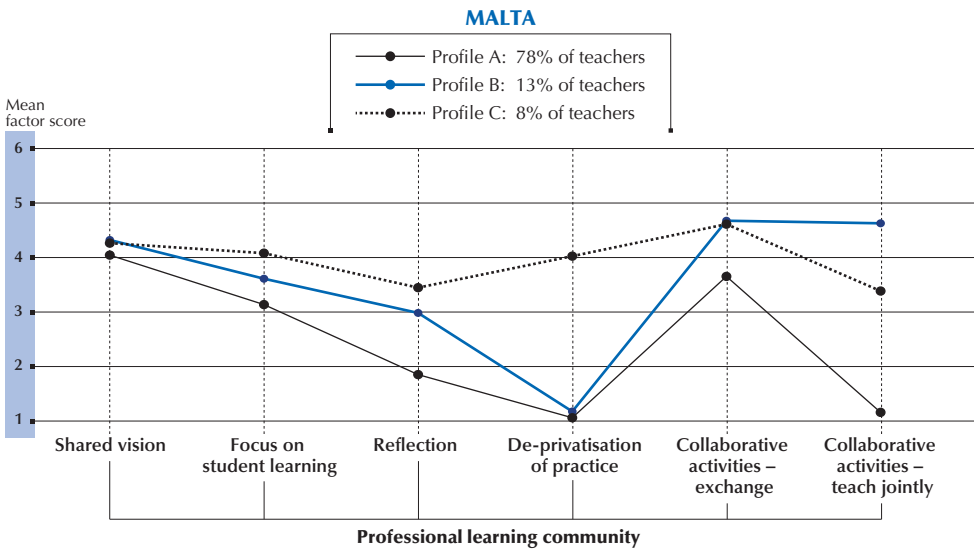 MALTA
Profile A: 78% of teachers
Profile B: 13% of teachers
Profile C: 8% of teachers
Mean
factor score
6
5
4
3
2
1
Shared vision
Focus on
student learning
Reflection
De-privatisation
of practice
Collaborative
activities –
exchange
Collaborative
activities –
teach jointly
Professional learning community